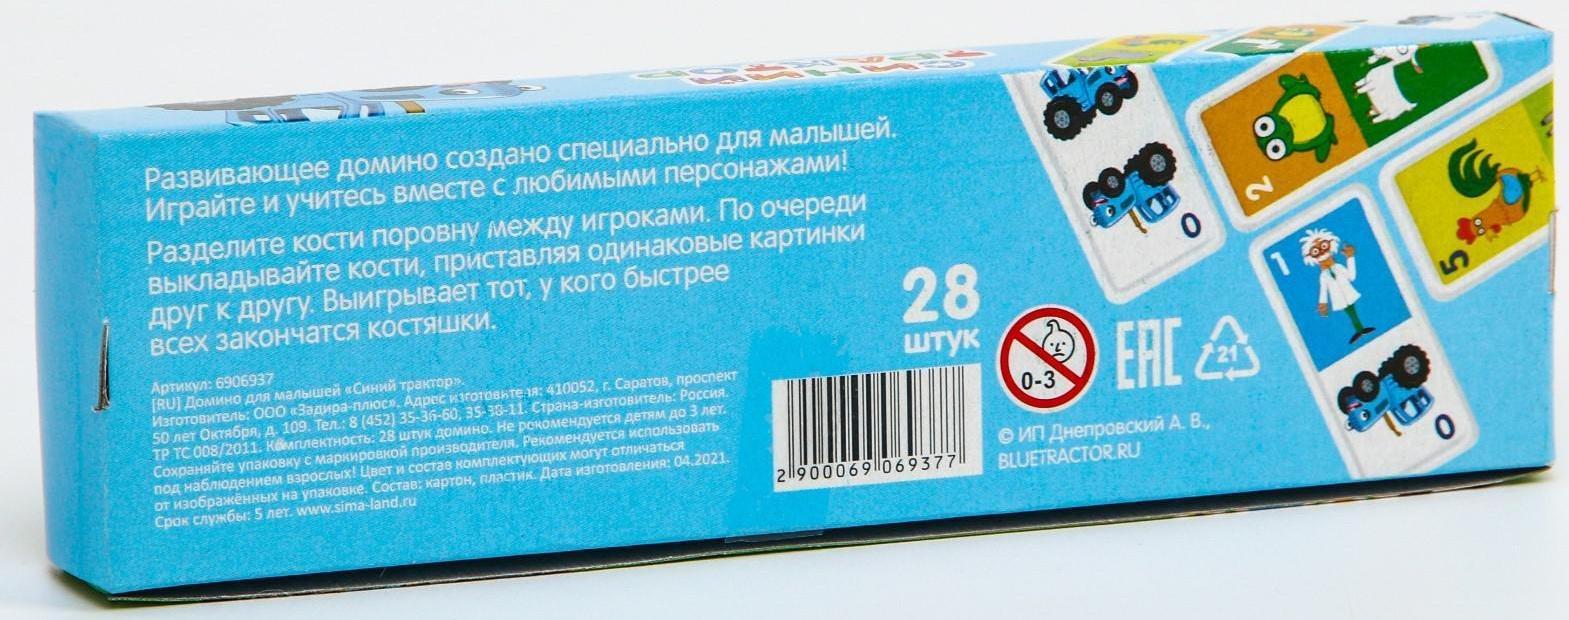 СИНИЙ
ТРАКТОР
Развивающее домино создано специально для малышей.
Играйте и учитесь вместе с любимыми персонажами!
Разделите кости поровну между игроками. По очереди
выкладывайте кости, приставляя одинаковые картинки
друг к другу. Выигрывает тот, у кого быстрее
всех закончатся костяшки.
Артикул: 6906937
[RU] Домино для малышей «Синий трактор».
Изготовитель: ООО «Задира-плюс». Адрес изготовителя: 410052, г. Саратов, проспект
50 лет Октября, д. 109. Тел.: 8 (452) 35-36-60, 35-38-11. Страна-изготовитель: Россия.
ТР ТС 008/2011. Комплектность: 28 штук домино. Не рекомендуется детям до 3 лет.
Сохраняйте упаковку с маркировкой производителя. Рекомендуется использовать
под наблюдением взрослых! Цвет и состав комплектующих могут отличаться
от изображённых на упаковке. Состав: картон, пластик. Дата изготовления: 04.2021.
Срок службы: 5 лет. www.sima-land.ru
28
штук
2 900069 069377
0-3
EAC
21
© ИП Днепровский А. В.,
BLUETRACTOR.RU
0
2
5
1
0